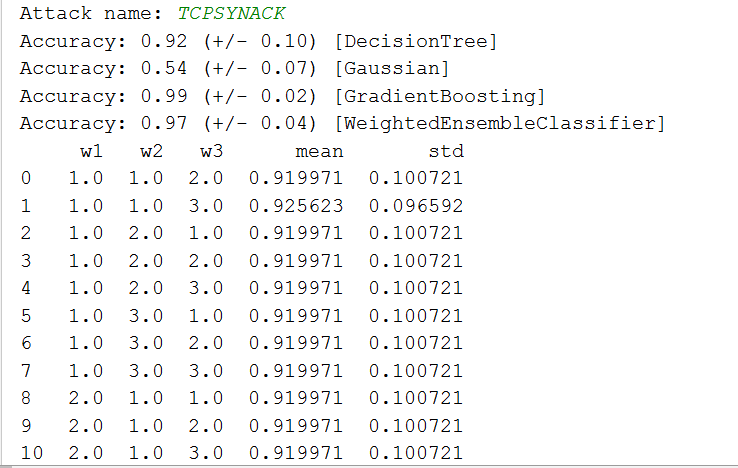 Attack name: TCPSYNACK
Accuracy: 0.92 (+/- 0.10) [DecisionTree]
Accuracy: 0.54 (+/- 0.07) [Gaussian]
Accuracy: 0.99 (+/- 0.02) [GradientBoosting]
Accuracy: 0.97 (+/- 0.04) [WeightedEnsembleClassifier]
w1 w2 w3 mean std
0 1.0 1.0 2.0 0.919971 0.100721
1 1.0 1.0 3.0 0.925623 0.096592
2 1.0 2.0 1.0 0.919971 0.100721
3 1.0 2.0 2.0 0.919971 0.100721
4 1.0 2.0 3.0 0.919971 0.100721
5 1.0 3.0 1.0 0.919971 0.100721
6 1.0 3.0 2.0 0.919971 0.100721
7 1.0 3.0 3.0 0.919971 0.100721
8 2.0 1.0 1.0 0.919971 0.100721
9 2.0 1.0 2.0 0.919971 0.100721
10 2.0 1.0 3.0 0.919971 0.100721